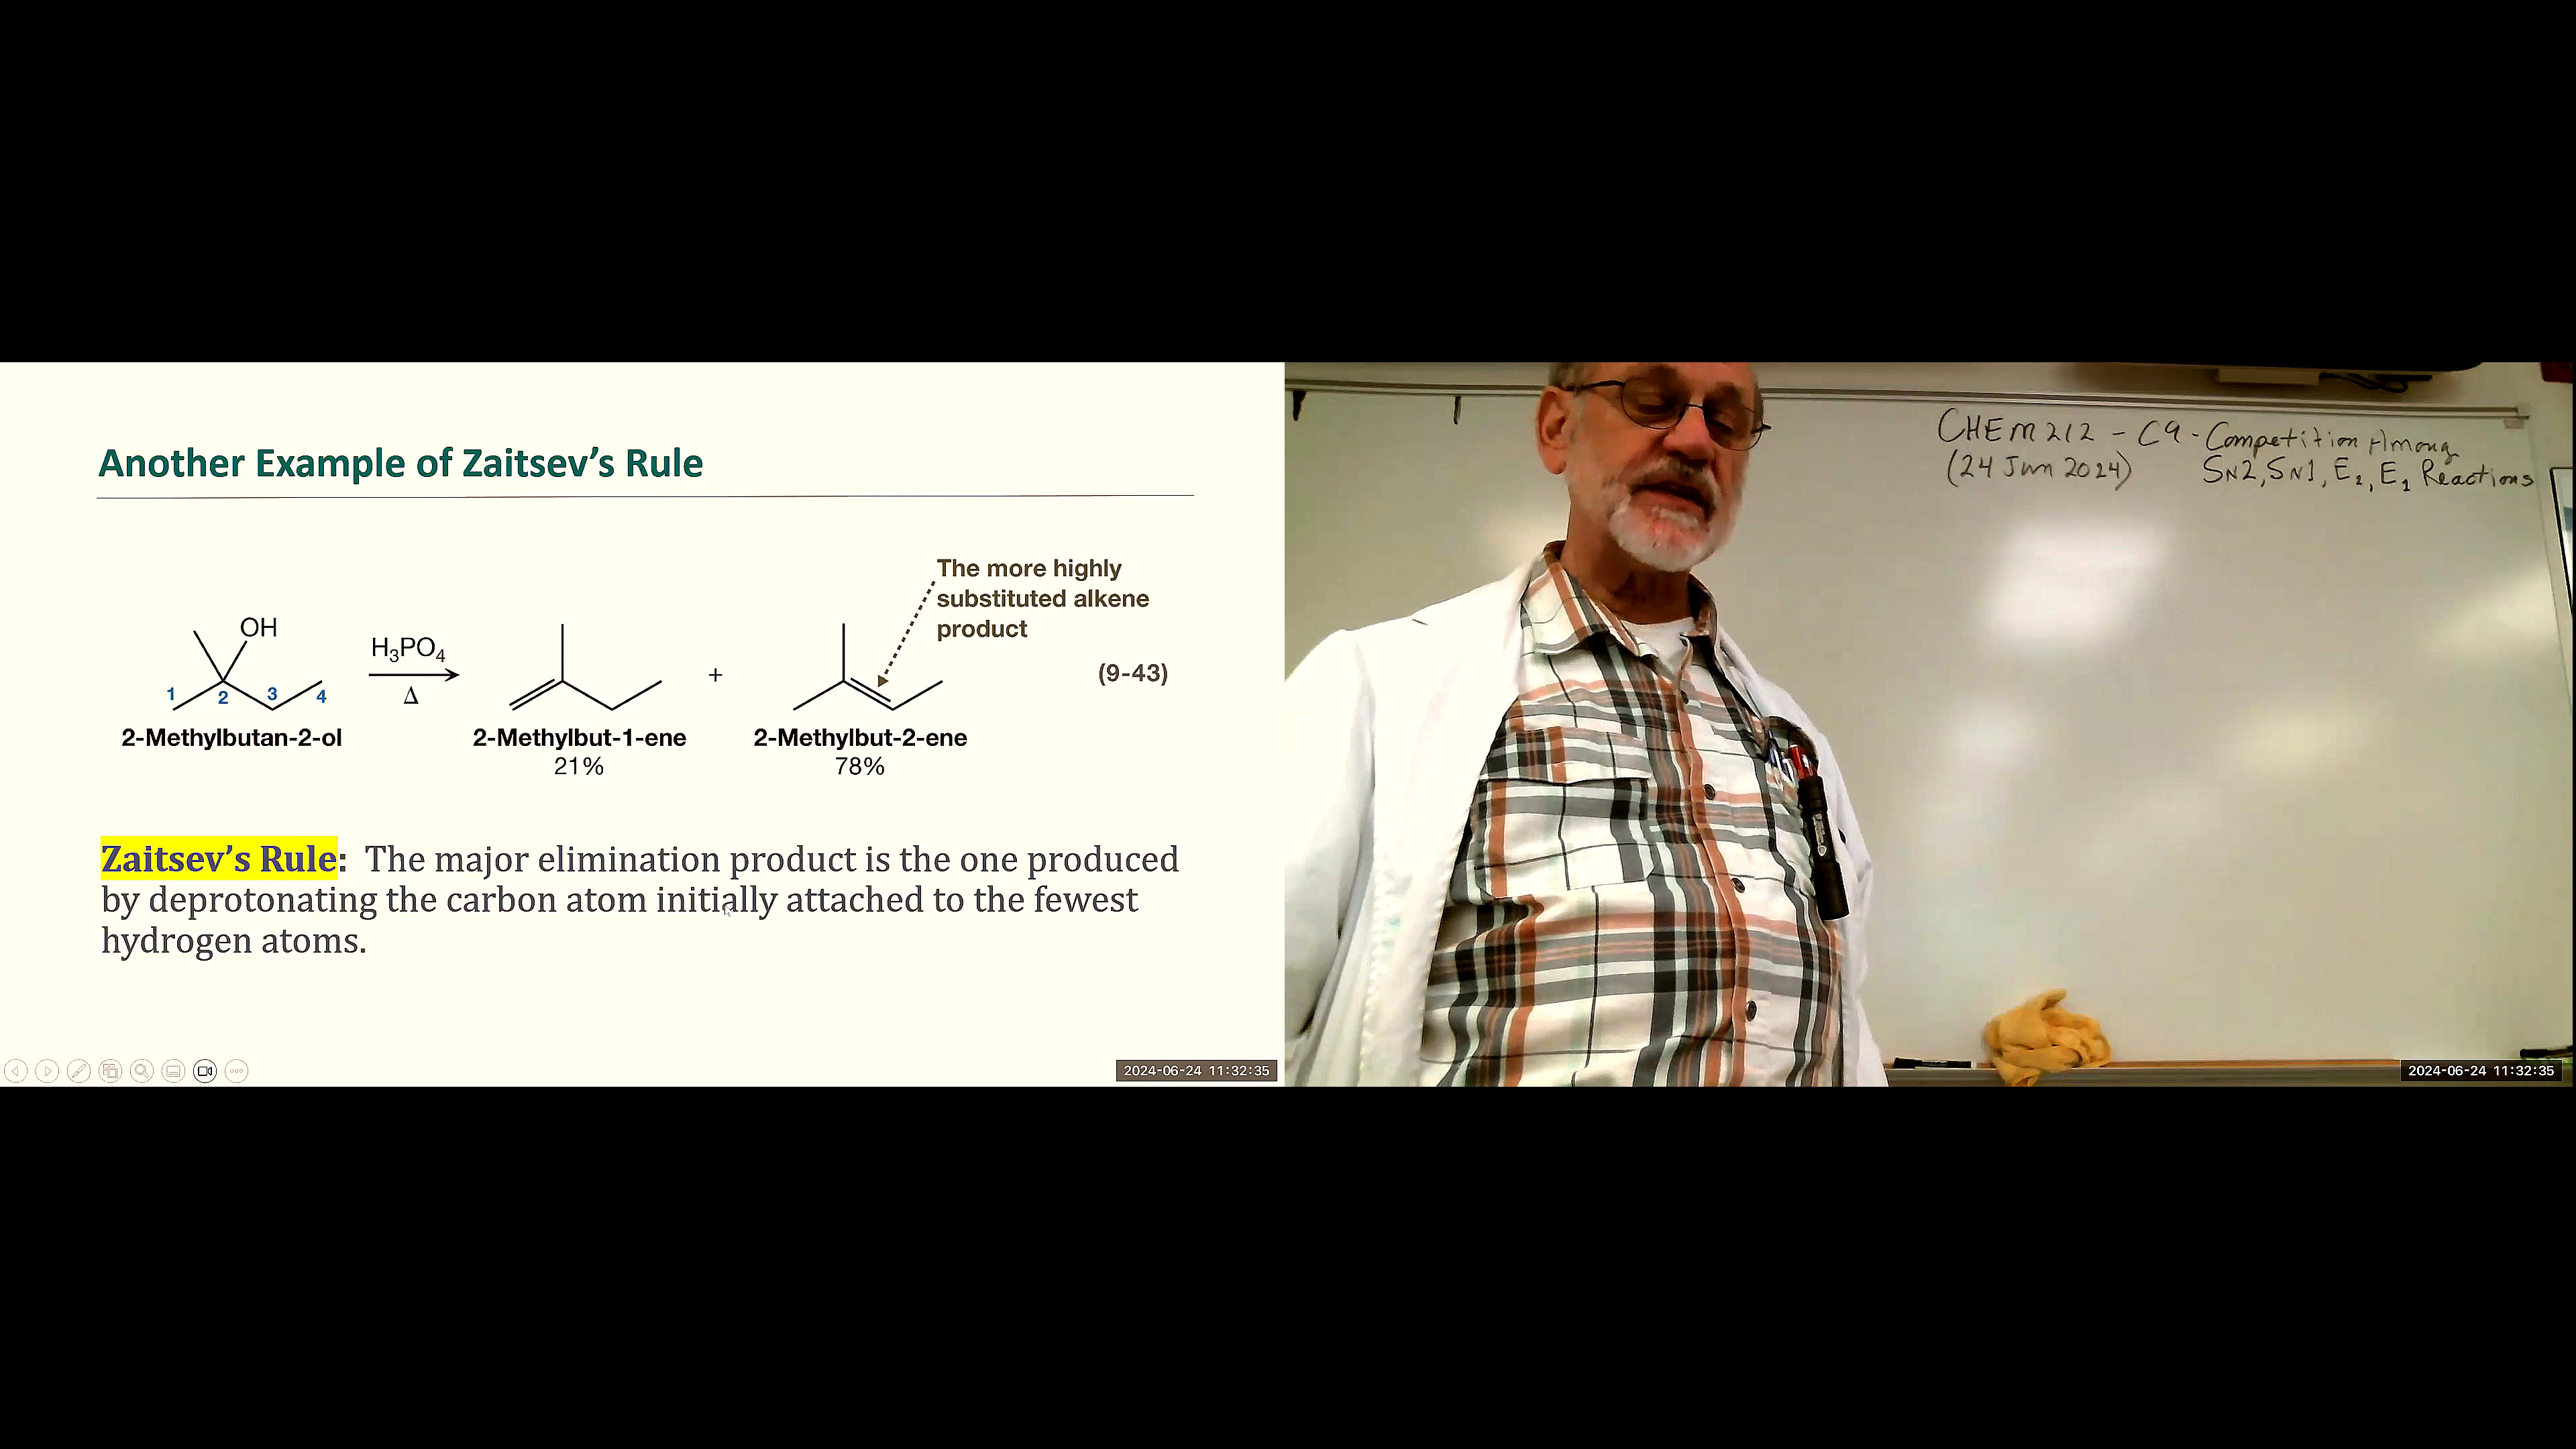 Another Example of Zaitsev’s Rule
The more highly
substituted alkene
product
OH
H₃PO₄
Δ
1 2 3 4
+
(9-43)
2-Methylbutan-2-ol
2-Methylbut-1-ene
21%
2-Methylbut-2-ene
78%
Zaitsev’s Rule: The major elimination product is the one produced
by deprotonating the carbon atom initially attached to the fewest
hydrogen atoms.
2024-06-24 11:32:35
CHEM212 - C9 - Competition Among
(24 Jun 2024) SN2, SN1, E2, E1 Reactions
2024-06-24 11:32:35